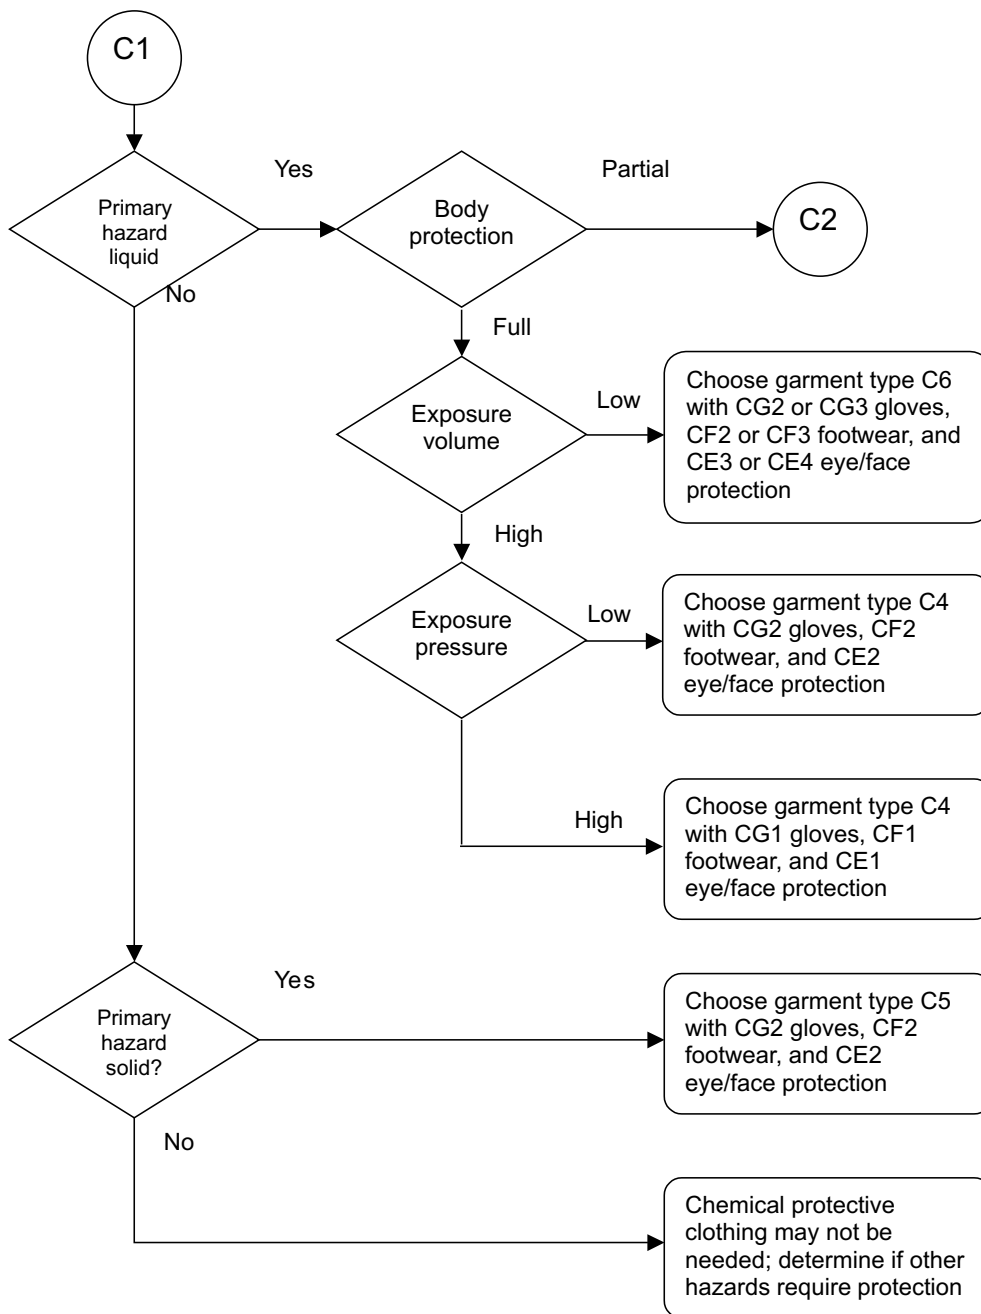 C1
Yes
Partial
Primary
hazard
liquid
Body
protection
C2
No
Full
Exposure
volume
Low
Choose garment type C6
with CG2 or CG3 gloves,
CF2 or CF3 footwear, and
CE3 or CE4 eye/face
protection
High
Exposure
pressure
Low
Choose garment type C4
with CG2 gloves, CF2
footwear, and CE2
eye/face protection
High
Choose garment type C4
with CG1 gloves, CF1
footwear, and CE1
eye/face protection
Yes
Primary
hazard
solid?
Choose garment type C5
with CG2 gloves, CF2
footwear, and CE2
eye/face protection
No
Chemical protective
clothing may not be
needed; determine if other
hazards require protection